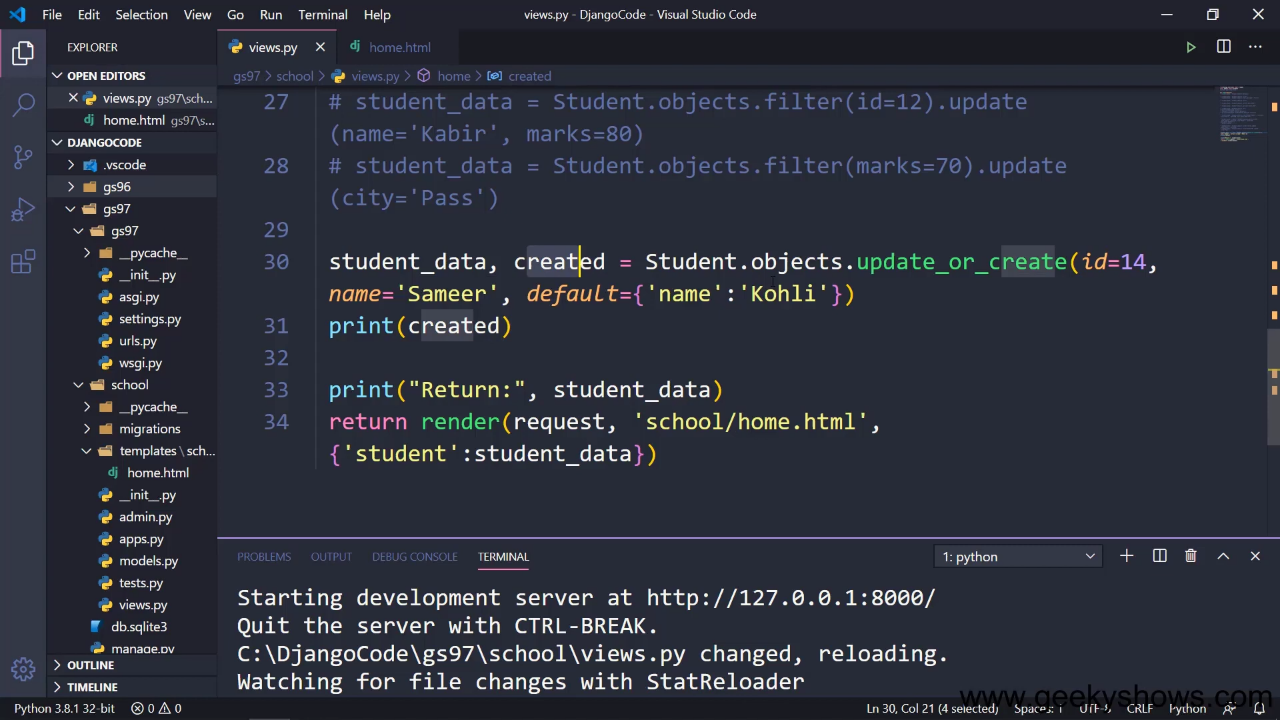 File Edit Selection View Go Run Terminal Help
views.py - DjangoCode - Visual Studio Code
EXPLORER
views.py
home.html
OPEN EDITORS
gs97 school views.py home created
views.py gs97\sc...
home.html gs97\s...
DJANGOCODE
.vscode
gs96
gs97
gs97
__pycache__
__init__.py
asgi.py
settings.py
urls.py
wsgi.py
school
__pycache__
migrations
templates \ sc...
home.html
__init__.py
admin.py
apps.py
models.py
tests.py
views.py
db.sqlite3
manage.py
OUTLINE
TIMELINE
27 # student_data = Student.objects.filter(id=12).update
(name='Kabir', marks=80)
28 # student_data = Student.objects.filter(marks=70).update
(city='Pass')
29
30 student_data, created = Student.objects.update_or_create(id=14,
name='Sameer', default={'name':'Kohli'})
31 print(created)
32
33 print("Return:", student_data)
34 return render(request, 'school/home.html',
{'student':student_data})
PROBLEMS OUTPUT DEBUG CONSOLE TERMINAL
1: python
Starting development server at http://127.0.0.1:8000/
Quit the server with CTRL-BREAK.
C:\DjangoCode\gs97\school\views.py changed, reloading.
Watching for file changes with StatReloader
Python 3.8.1 32-bit 0 0
Ln 30, Col 21 (4 selected) Spaces: 1 UTF-8 CRLF Python
www.geekyshows.com